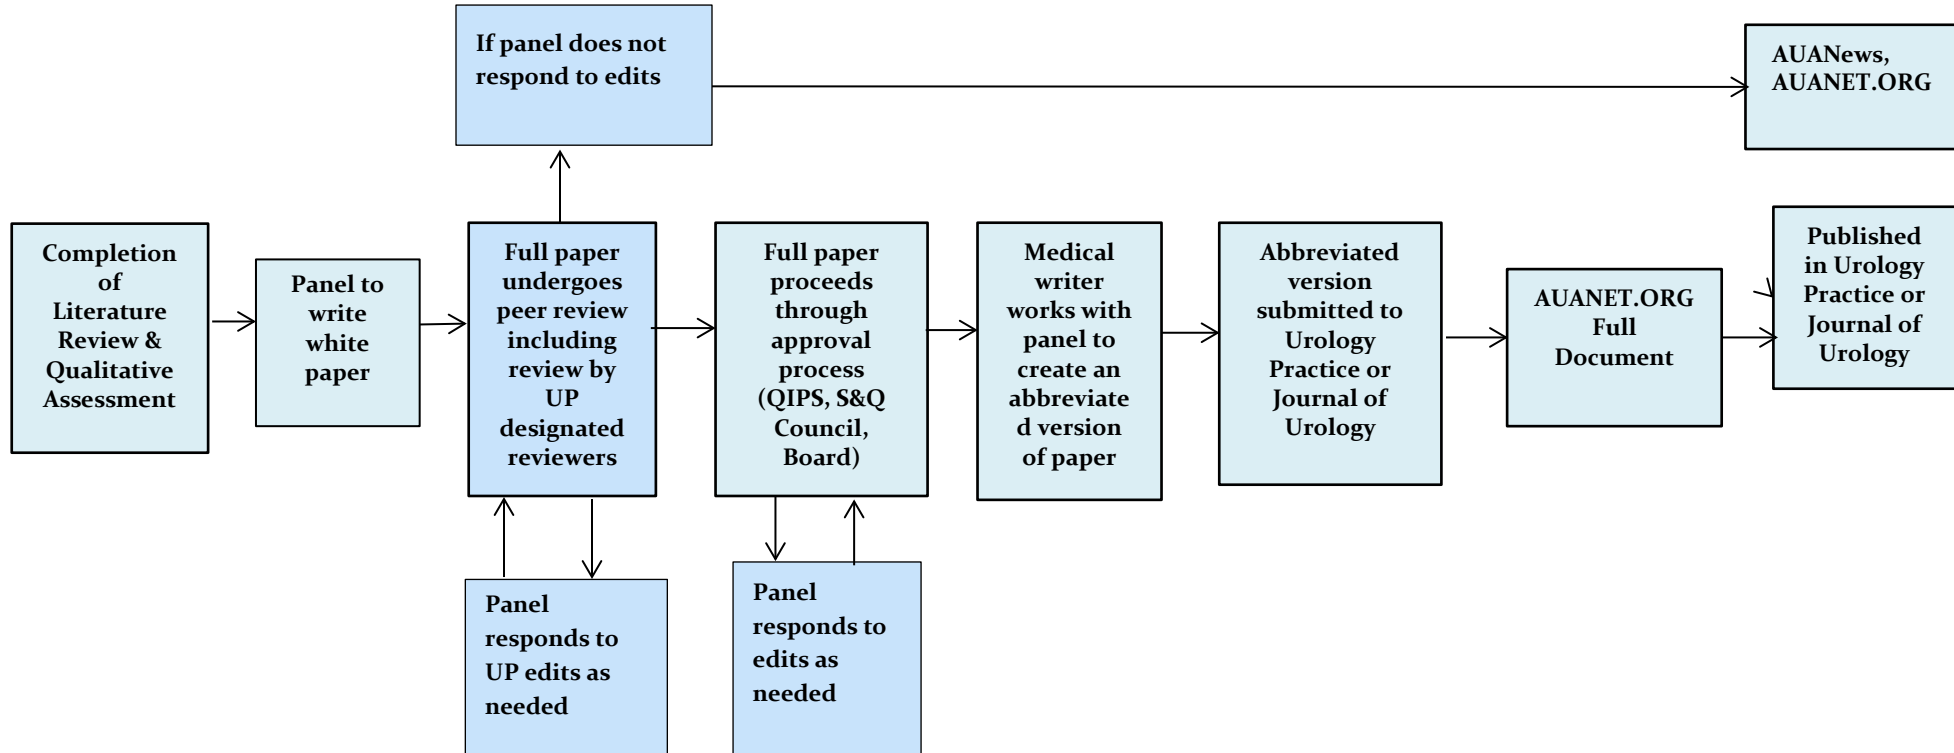 If panel does not
respond to edits
AUANews,
AUANET.ORG
Completion
of
Literature
Review &
Qualitative
Assessment
Panel to
write
white
paper
Full paper
undergoes
peer review
including
review by
UP
designated
reviewers
Full paper
proceeds
through
approval
process
(QIPS, S&Q
Council,
Board)
Medical
writer
works with
panel to
create an
abbreviate
d version
of paper
Abbreviated
version
submitted to
Urology
Practice or
Journal of
Urology
AUANET.ORG
Full
Document
Published
in Urology
Practice or
Journal of
Urology
Panel
responds to
UP edits as
needed
Panel
responds to
edits as
needed